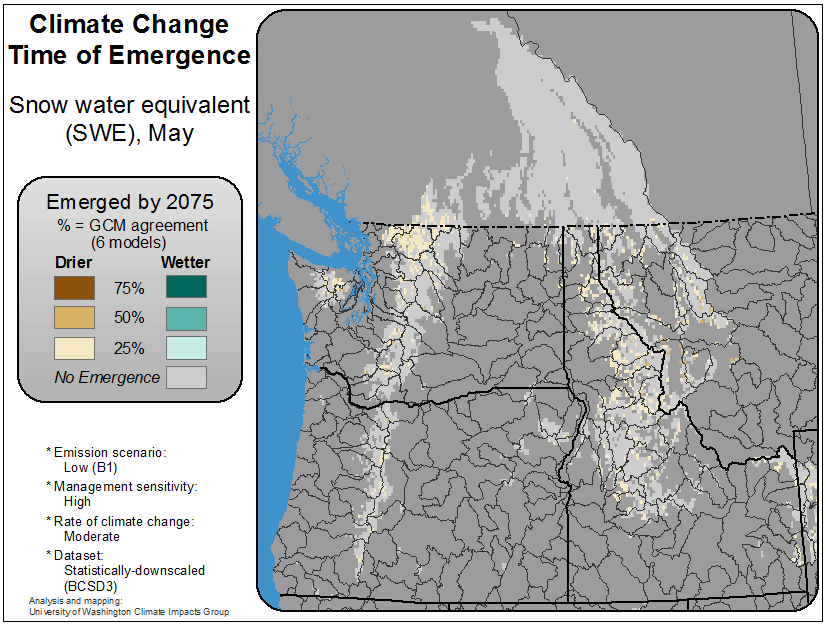 Climate Change
Time of Emergence
Snow water equivalent
(SWE), May
Emerged by 2075
% = GCM agreement
(6 models)
Drier Wetter
75%
50%
25%
No Emergence
* Emission scenario:
Low (B1)
* Management sensitivity:
High
* Rate of climate change:
Moderate
* Dataset:
Statistically-downscaled
(BCSD3)
Analysis and mapping:
University of Washington Climate Impacts Group